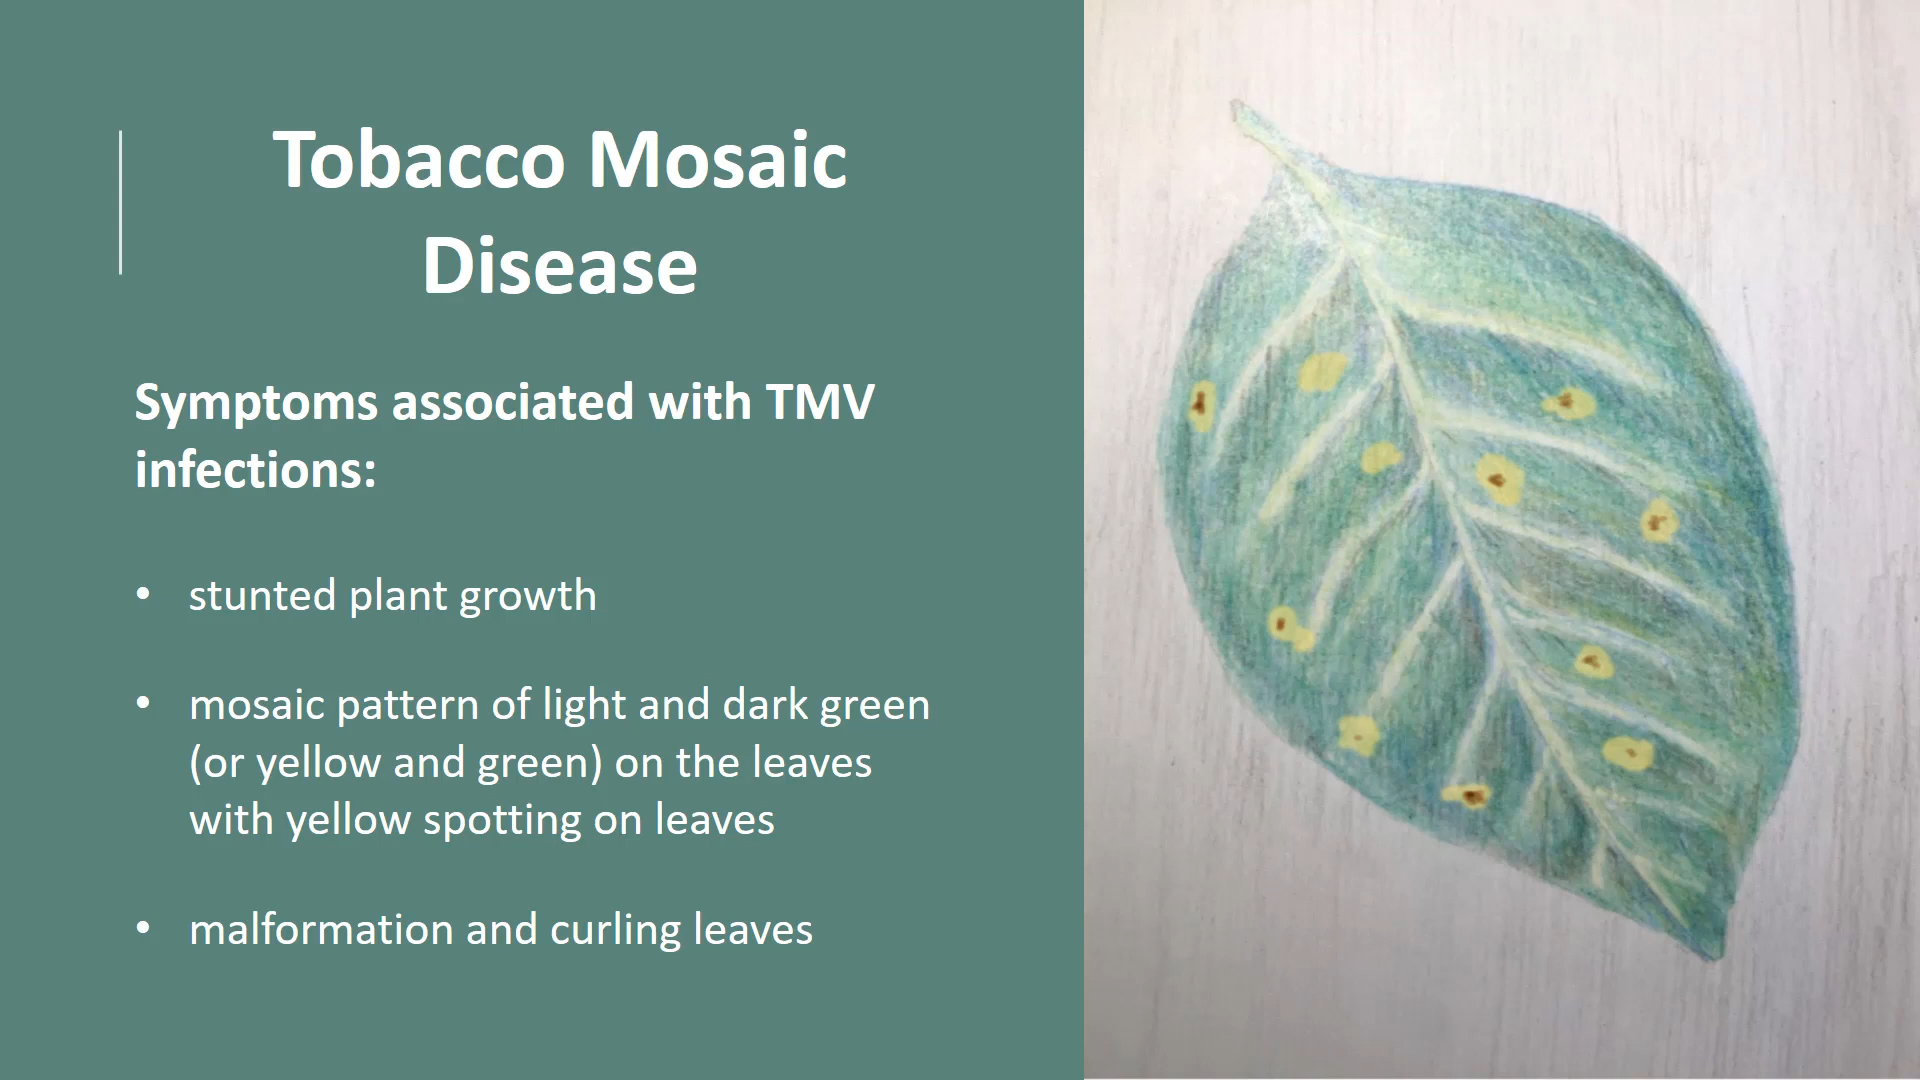 Tobacco Mosaic
Disease
Symptoms associated with TMV
infections:
• stunted plant growth
• mosaic pattern of light and dark green
(or yellow and green) on the leaves
with yellow spotting on leaves
• malformation and curling leaves